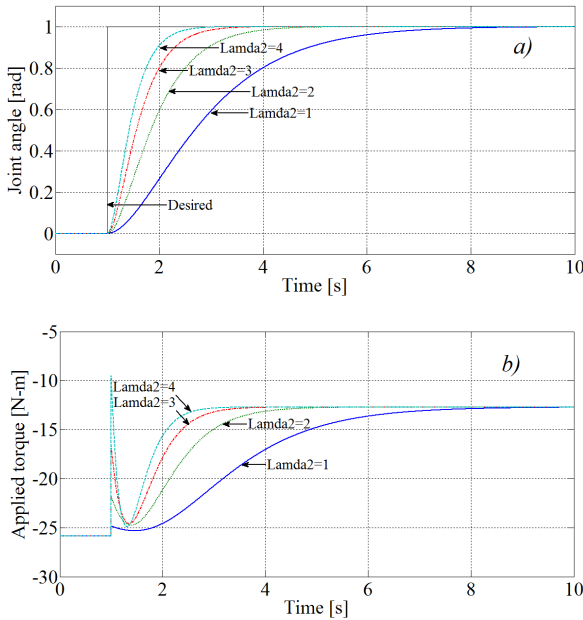 a)
Joint angle [rad]
1
0.8
0.6
0.4
0.2
0
Lamda2=4
Lamda2=3
Lamda2=2
Lamda2=1
Desired
0 2 4 6 8 10
Time [s]
b)
Applied torque [N-m]
-5
-10
-15
-20
-25
-30
Lamda2=4
Lamda2=3
Lamda2=2
Lamda2=1
0 2 4 6 8 10
Time [s]